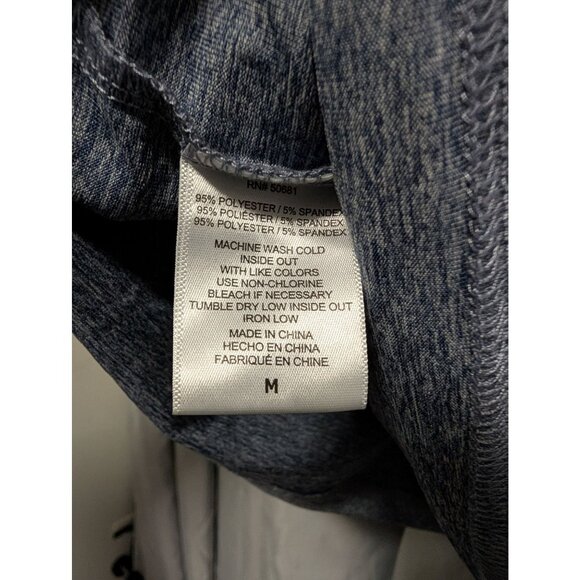 RN# 50681
95% POLYESTER / 5% SPANDEX
95% POLIÉSTER / 5% SPANDEX
95% POLYESTER / 5% SPANDEX
MACHINE WASH COLD
INSIDE OUT
WITH LIKE COLORS
USE NON-CHLORINE
BLEACH IF NECESSARY
TUMBLE DRY LOW INSIDE OUT
IRON LOW
MADE IN CHINA
HECHO EN CHINA
FABRIQUÉ EN CHINE
M